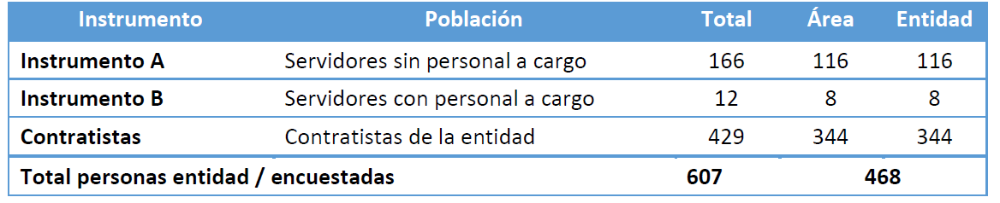 Instrumento Población Total Área Entidad
Instrumento A Servidores sin personal a cargo 166 116 116
Instrumento B Servidores con personal a cargo 12 8 8
Contratistas Contratistas de la entidad 429 344 344
Total personas entidad / encuestadas 607 468